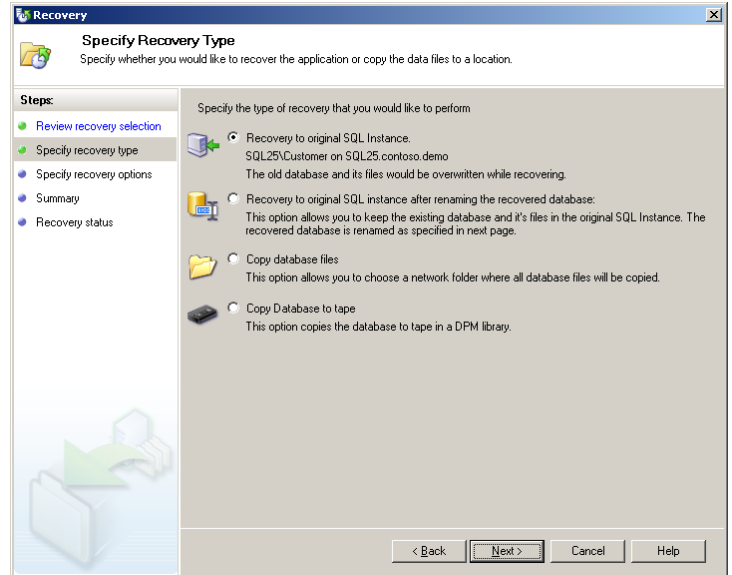 Recovery
Specify Recovery Type
Specify whether you would like to recover the application or copy the data files to a location.
Steps:
Review recovery selection
Specify recovery type
Specify recovery options
Summary
Recovery status
Specify the type of recovery that you would like to perform
Recovery to original SQL Instance.
SQL25\Customer on SQL25.contoso.demo
The old database and its files would be overwritten while recovering.
Recovery to original SQL instance after renaming the recovered database:
This option allows you to keep the existing database and it's files in the original SQL Instance. The
recovered database is renamed as specified in next page.
Copy database files
This option allows you to choose a network folder where all database files will be copied.
Copy Database to tape
This option copies the database to tape in a DPM library.
< Back
Next >
Cancel
Help